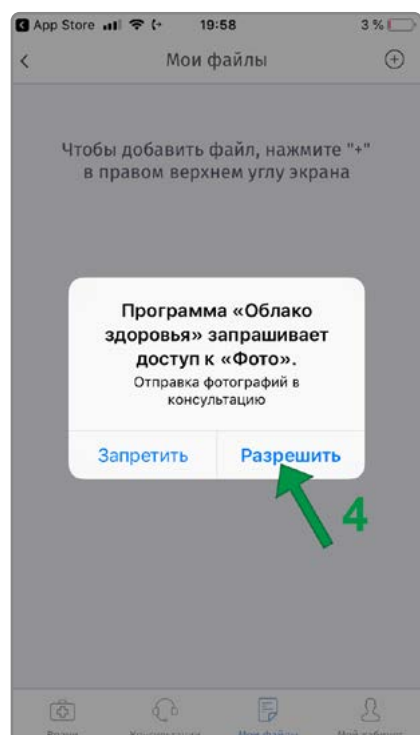 App Store 19:58 3 %
Мои файлы
Чтобы добавить файл, нажмите "+"
в правом верхнем углу экрана
Программа «Облако
здоровья» запрашивает
доступ к «Фото».
Отправка фотографий в
консультацию
Запретить Разрешить
4
Мои файлы